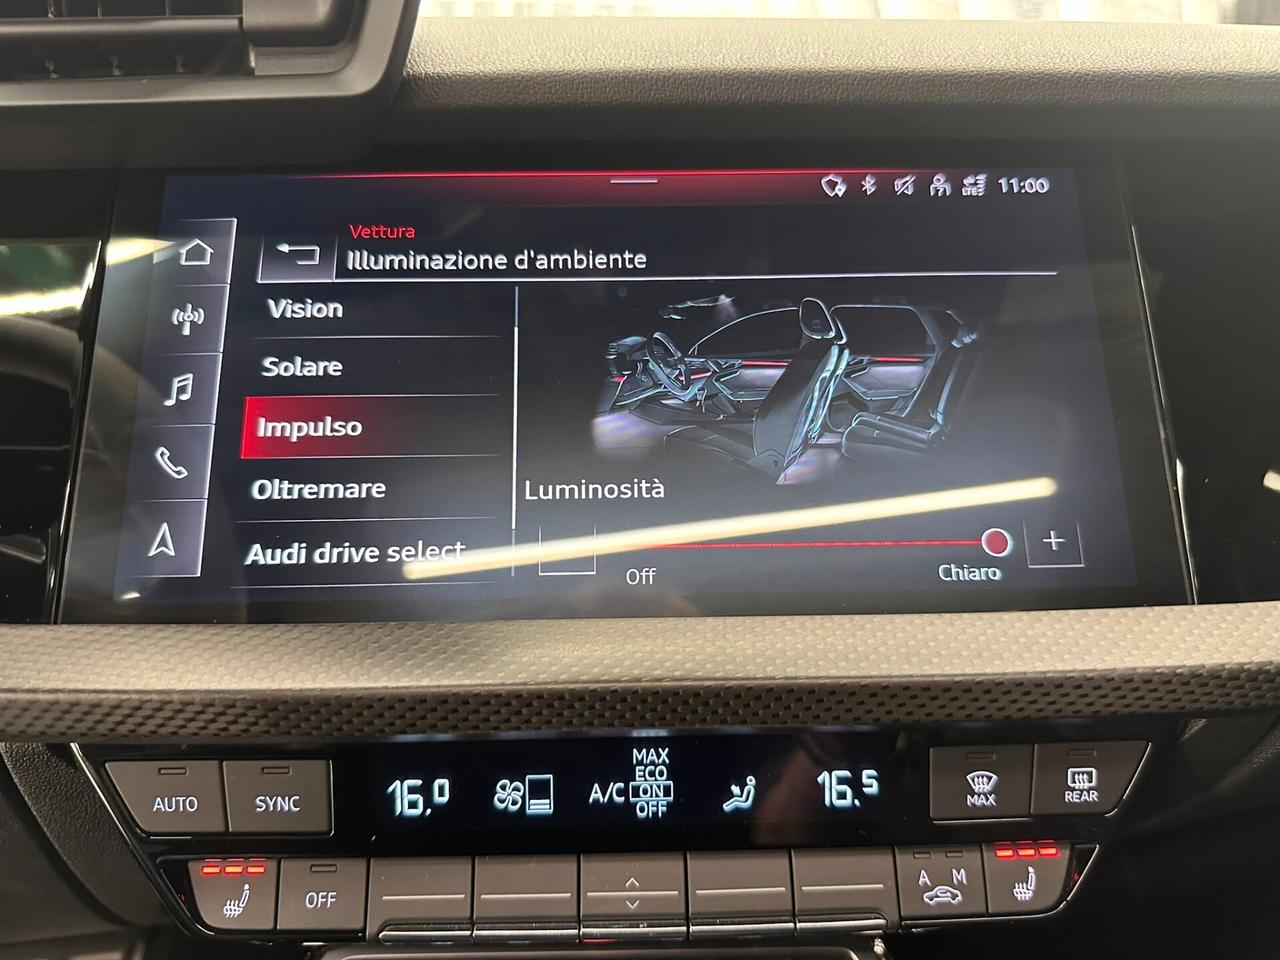 11:00
Vettura
Illuminazione d'ambiente
Vision
Solare
Impulso
Oltremare
Audi drive select
Luminosità
Off
Chiaro
AUTO
SYNC
16.0
A/C
MAX
ECO
ON
OFF
16.5
MAX
REAR
OFF
A M